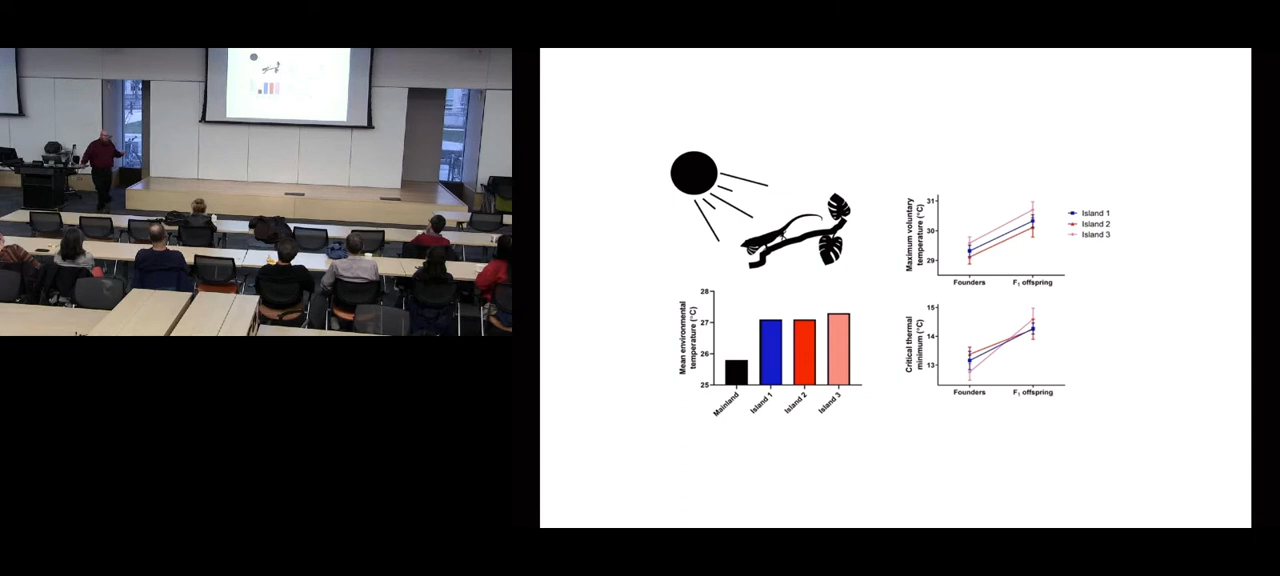 31
30
29
Maximum voluntary
temperature (°C)
Founders
F₁ offspring
Island 1
Island 2
Island 3
28
27
26
25
Mean environmental
temperature (°C)
Mainland
Island 1
Island 2
Island 3
15
14
13
Critical thermal
minimum (°C)
Founders
F₁ offspring